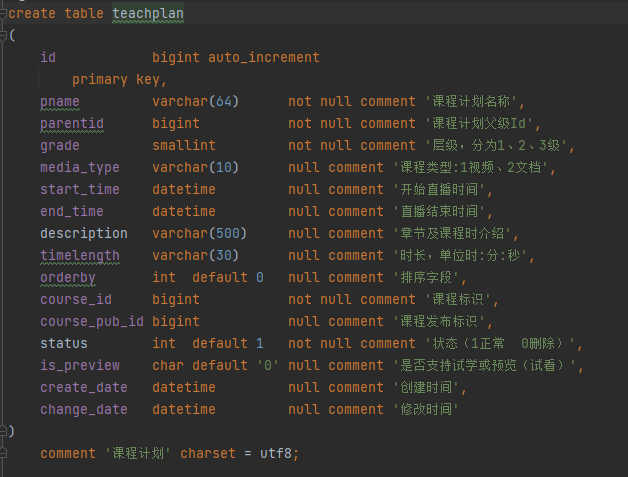 create table teachplan
(
    id            bigint auto_increment
        primary key,
    pname         varchar(64)      not null comment '课程计划名称',
    parentid      bigint           not null comment '课程计划父级Id',
    grade         smallint         not null comment '层级，分为1、2、3级',
    media_type    varchar(10)      null comment '课程类型:1视频、2文档',
    start_time    datetime         null comment '开始直播时间',
    end_time      datetime         null comment '直播结束时间',
    description   varchar(500)     null comment '章节及课程时介绍',
    timelength    varchar(30)      null comment '时长，单位时:分:秒',
    orderby       int  default 0   null comment '排序字段',
    course_id     bigint           not null comment '课程标识',
    course_pub_id bigint           null comment '课程发布标识',
    status        int  default 1   not null comment '状态（1正常  0删除）',
    is_preview    char default '0' null comment '是否支持试学或预览（试看）',
    create_date   datetime         null comment '创建时间',
    change_date   datetime         null comment '修改时间'
)
    comment '课程计划' charset = utf8;